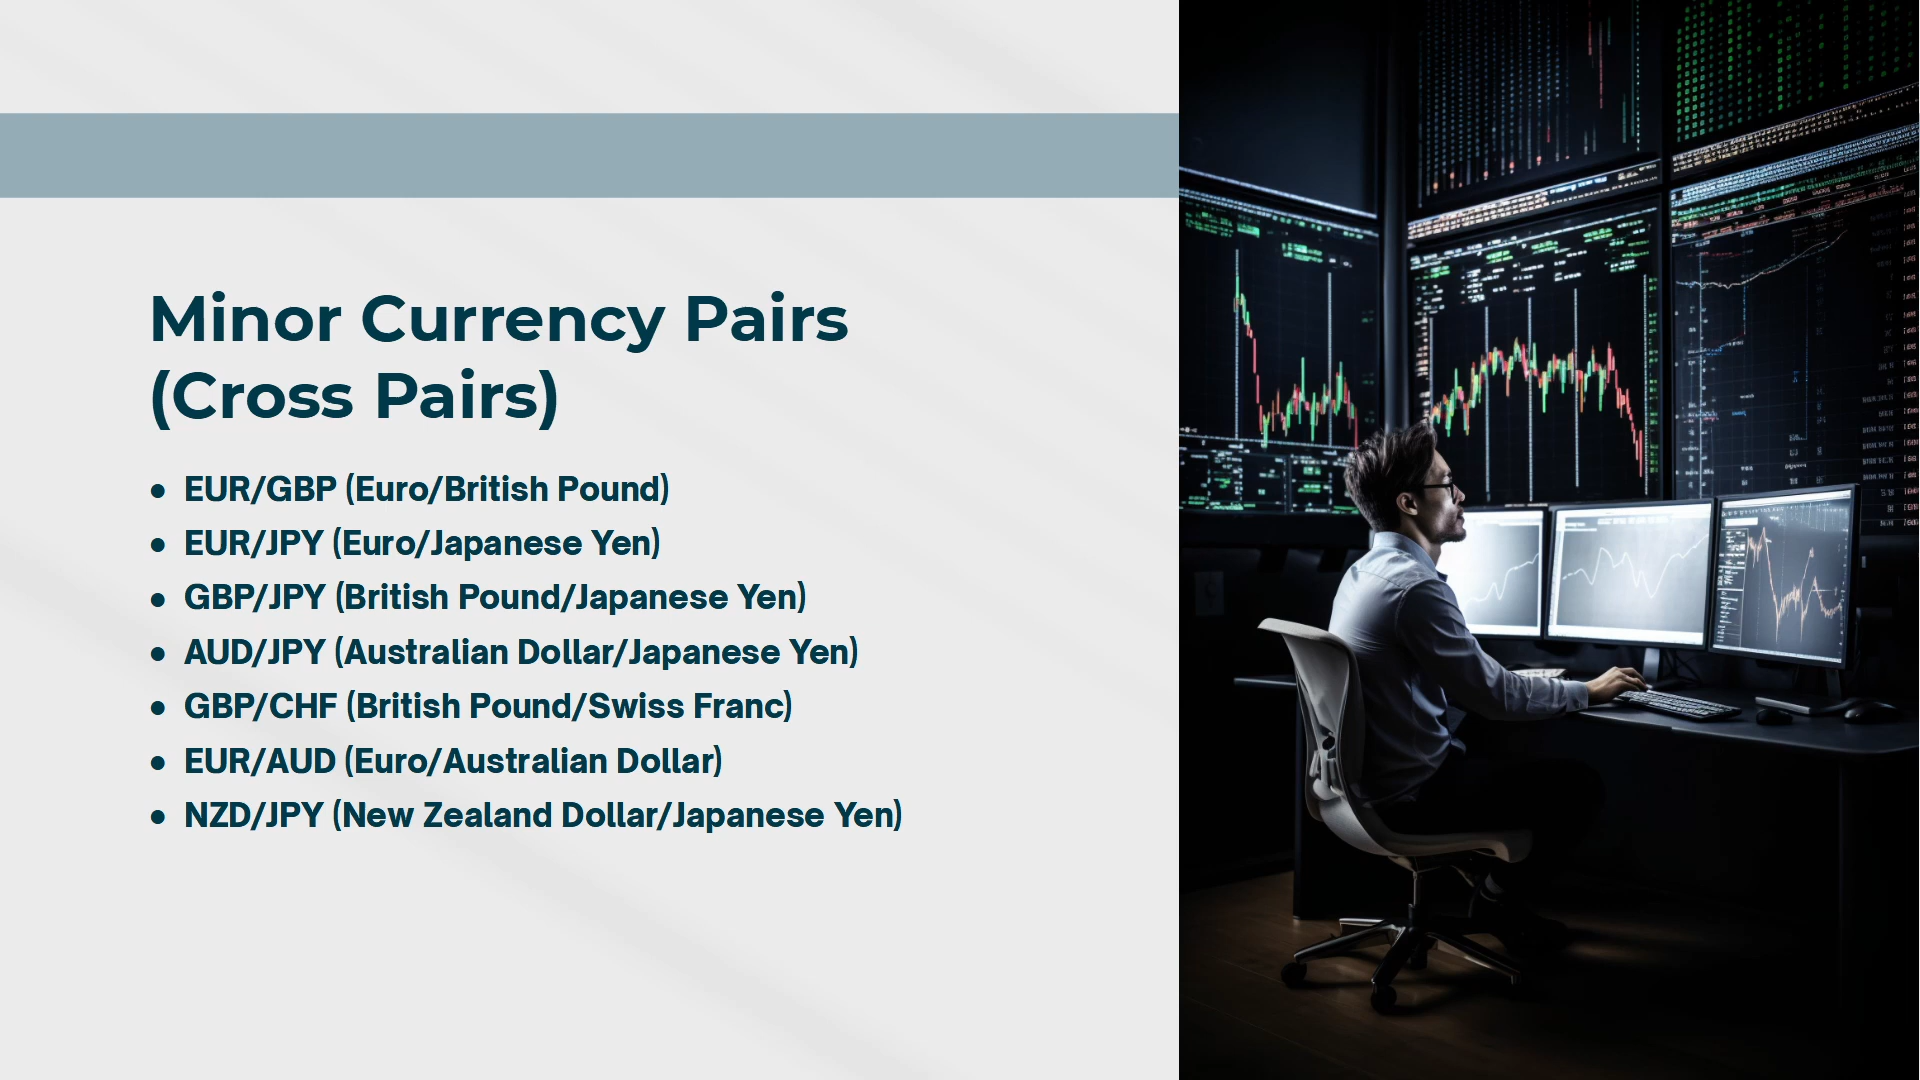 Minor Currency Pairs
(Cross Pairs)
• EUR/GBP (Euro/British Pound)
• EUR/JPY (Euro/Japanese Yen)
• GBP/JPY (British Pound/Japanese Yen)
• AUD/JPY (Australian Dollar/Japanese Yen)
• GBP/CHF (British Pound/Swiss Franc)
• EUR/AUD (Euro/Australian Dollar)
• NZD/JPY (New Zealand Dollar/Japanese Yen)